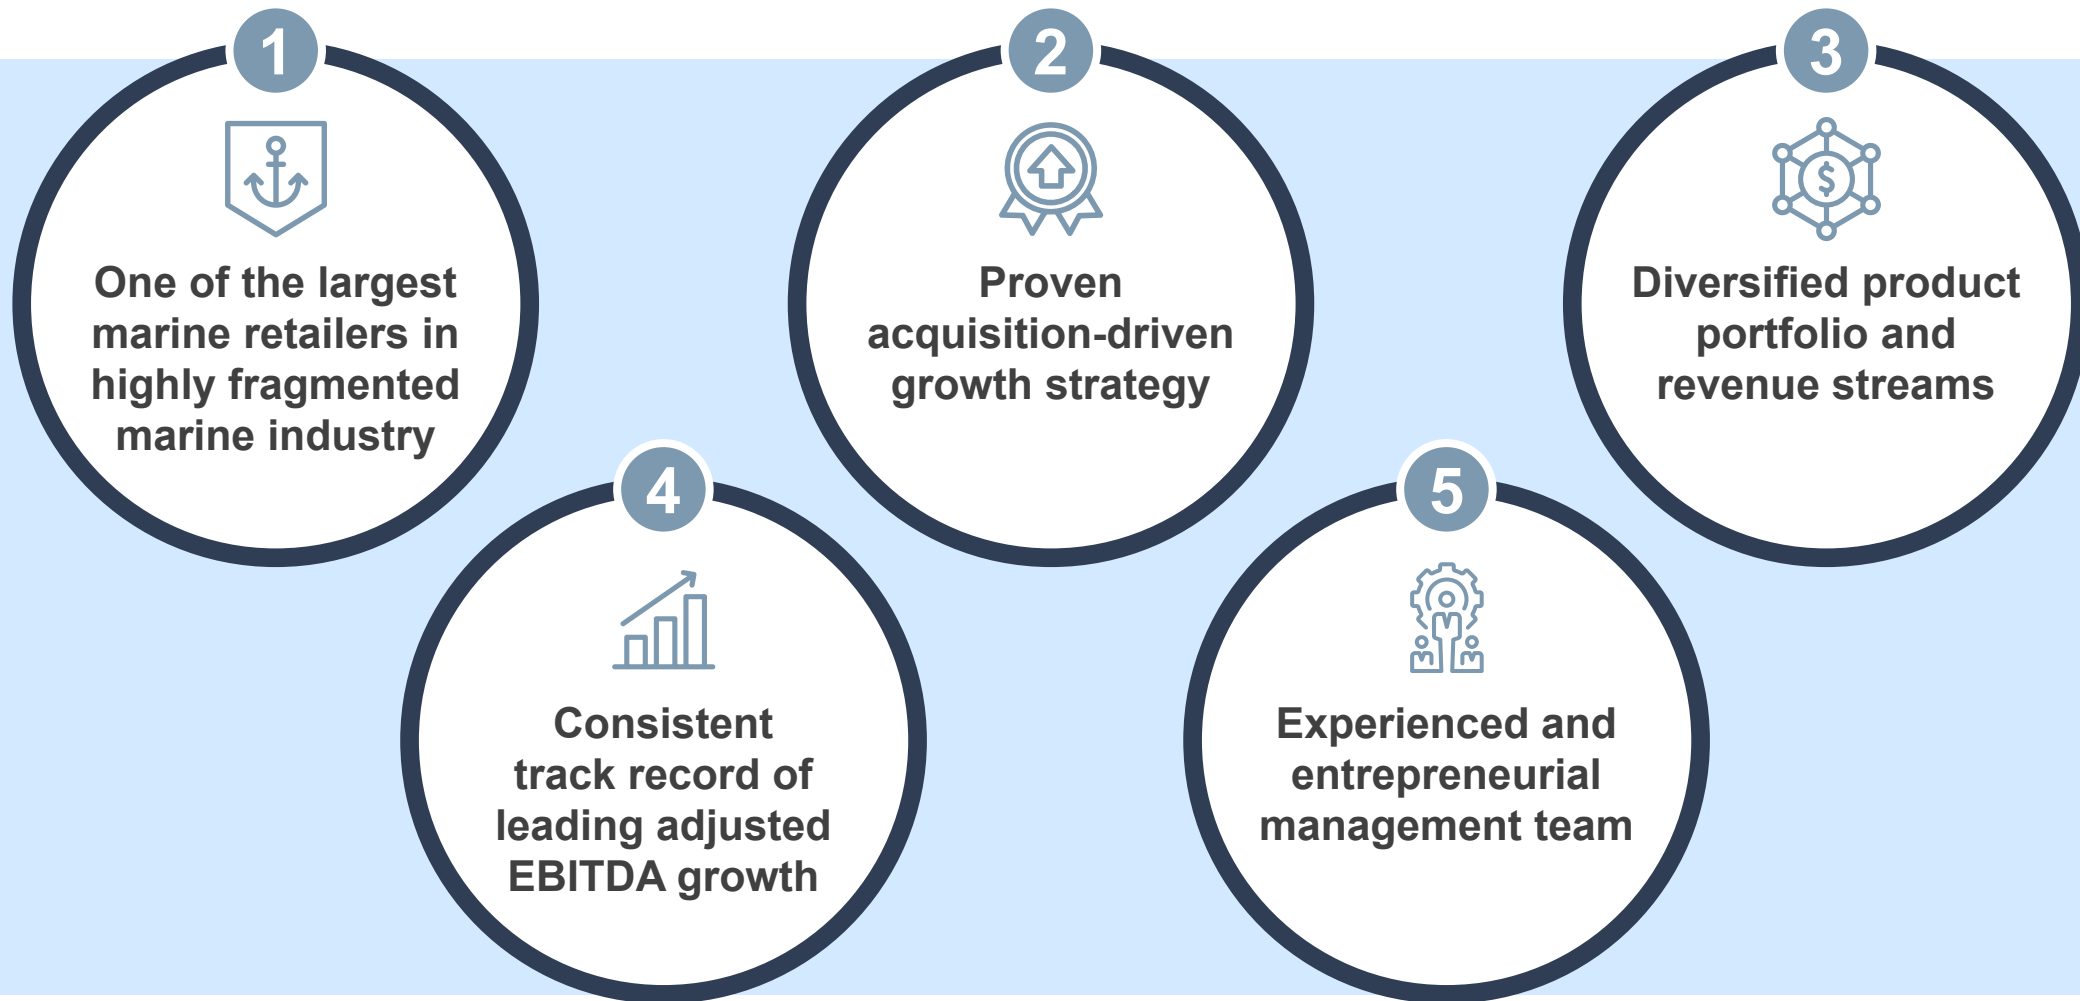 1
One of the largest
marine retailers in
highly fragmented
marine industry
2
Proven
acquisition-driven
growth strategy
3
$
Diversified product
portfolio and
revenue streams
4
Consistent
track record of
leading adjusted
EBITDA growth
5
Experienced and
entrepreneurial
management team